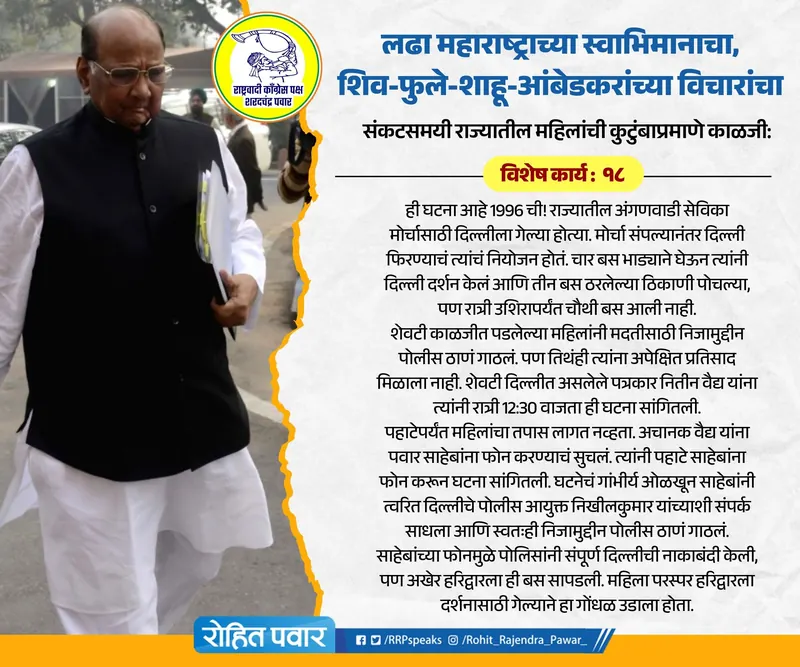 राष्ट्रवादी काँग्रेस पक्ष
शरदचंद्र पवार
लढा महाराष्ट्राच्या स्वाभिमानाचा,
शिव-फुले-शाहू-आंबेडकरांच्या विचारांचा
संकटसमयी राज्यातील महिलांची कुटुंबाप्रमाणे काळजी:
विशेष कार्य : १८
ही घटना आहे 1996 ची! राज्यातील अंगणवाडी सेविका
मोर्चासाठी दिल्लीला गेल्या होत्या. मोर्चा संपल्यानंतर दिल्ली
फिरण्याचं त्यांचं नियोजन होतं. चार बस भाड्याने घेऊन त्यांनी
दिल्ली दर्शन केलं आणि तीन बस ठरलेल्या ठिकाणी पोचल्या,
पण रात्री उशिरापर्यंत चौथी बस आली नाही.
शेवटी काळजीत पडलेल्या महिलांनी मदतीसाठी निजामुद्दीन
पोलीस ठाणं गाठलं. पण तिथंही त्यांना अपेक्षित प्रतिसाद
मिळाला नाही. शेवटी दिल्लीत असलेले पत्रकार नितीन वैद्य यांना
त्यांनी रात्री 12:30 वाजता ही घटना सांगितली.
पहाटेपर्यंत महिलांचा तपास लागत नव्हता. अचानक वैद्य यांना
पवार साहेबांना फोन करण्याचं सुचलं. त्यांनी पहाटे साहेबांना
फोन करून घटना सांगितली. घटनेचं गांभीर्य ओळखून साहेबांनी
त्वरित दिल्लीचे पोलीस आयुक्त निखीलकुमार यांच्याशी संपर्क
साधला आणि स्वतःही निजामुद्दीन पोलीस ठाणं गाठलं.
साहेबांच्या फोनमुळे पोलिसांनी संपूर्ण दिल्लीची नाकाबंदी केली,
पण अखेर हरिद्वारला ही बस सापडली. महिला परस्पर हरिद्वारला
दर्शनासाठी गेल्याने हा गोंधळ उडाला होता.
रोहित पवार
/RRPspeaks /Rohit_Rajendra_Pawar_